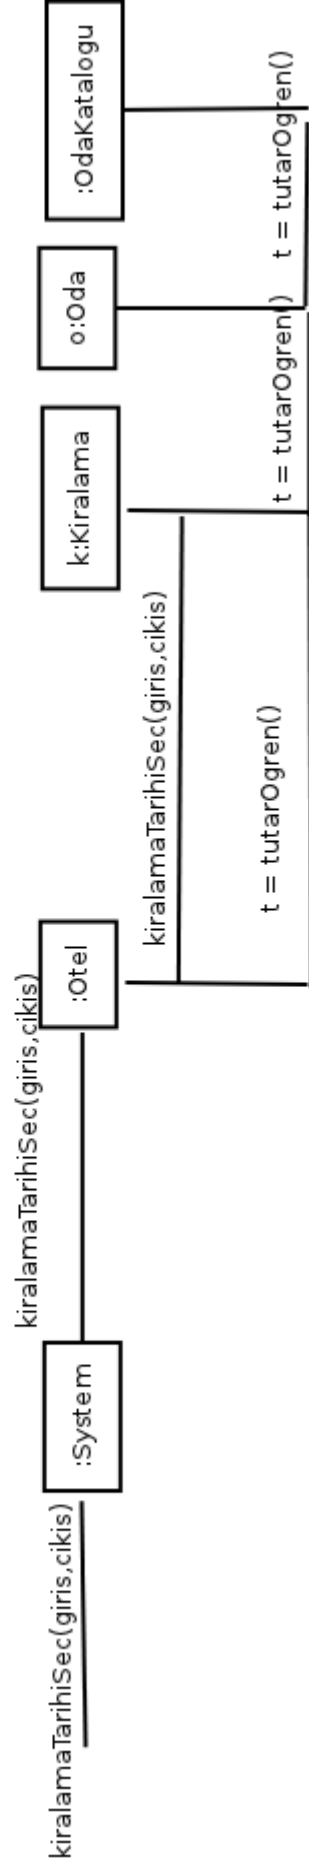 kiralamaTarihiSec(giris,cikis)
:System
kiralamaTarihiSec(giris,cikis)
:Otel
k:Kiralama
o:Oda
:OdaKatalogu
kiralamaTarihiSec(giris,cikis)
t = tutarOgren()
t = tutarOgren()
t = tutarOgren()